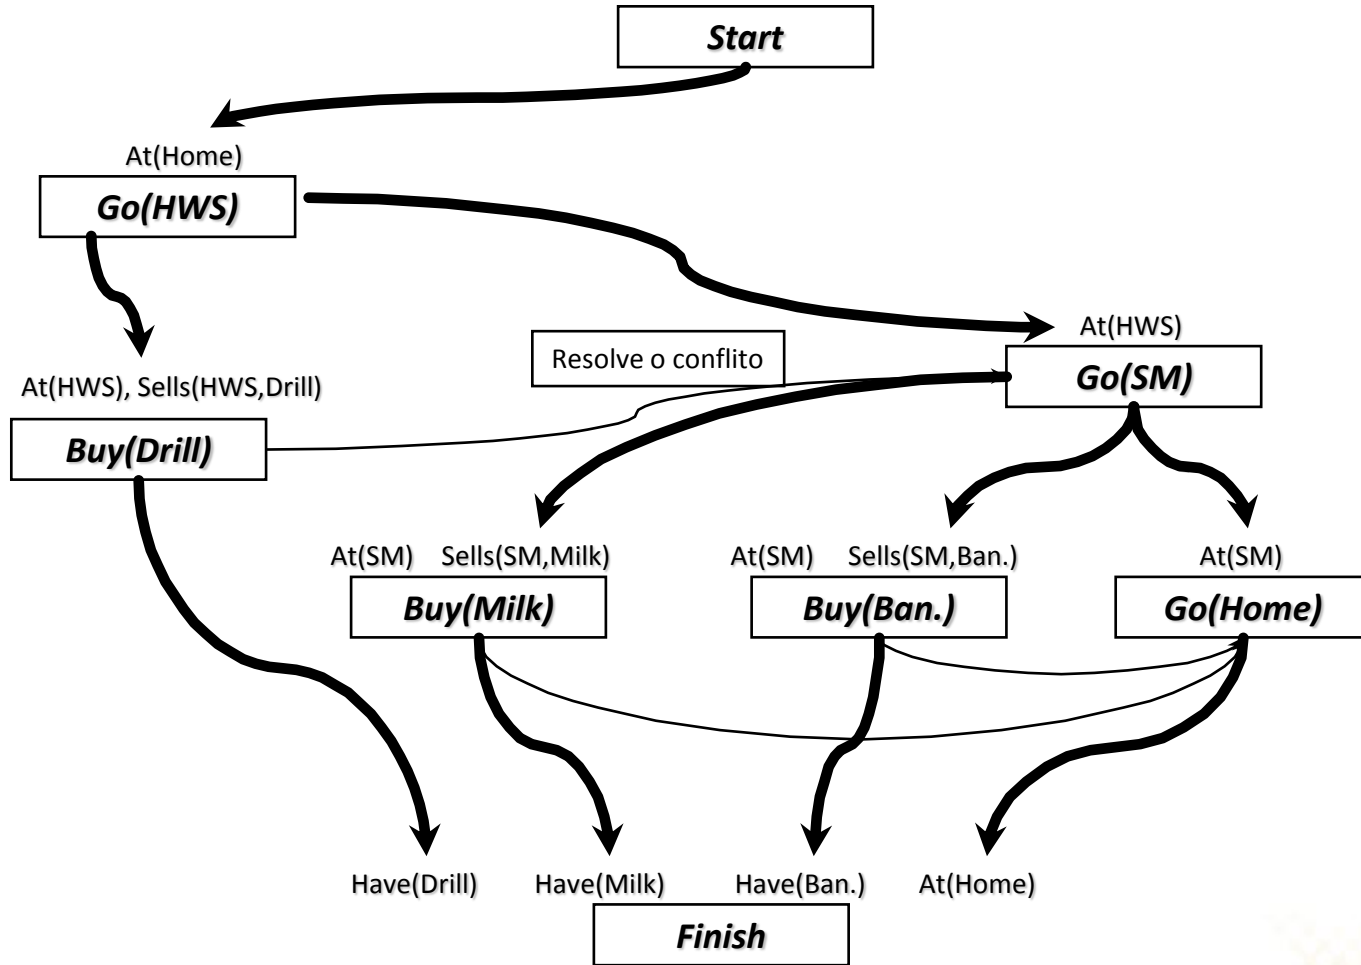 Start
At(Home)
Go(HWS)
At(HWS)
Resolve o conflito
Go(SM)
At(HWS), Sells(HWS,Drill)
Buy(Drill)
At(SM) Sells(SM,Milk)
At(SM) Sells(SM,Ban.)
At(SM)
Buy(Milk)
Buy(Ban.)
Go(Home)
Have(Drill)
Have(Milk)
Have(Ban.)
At(Home)
Finish